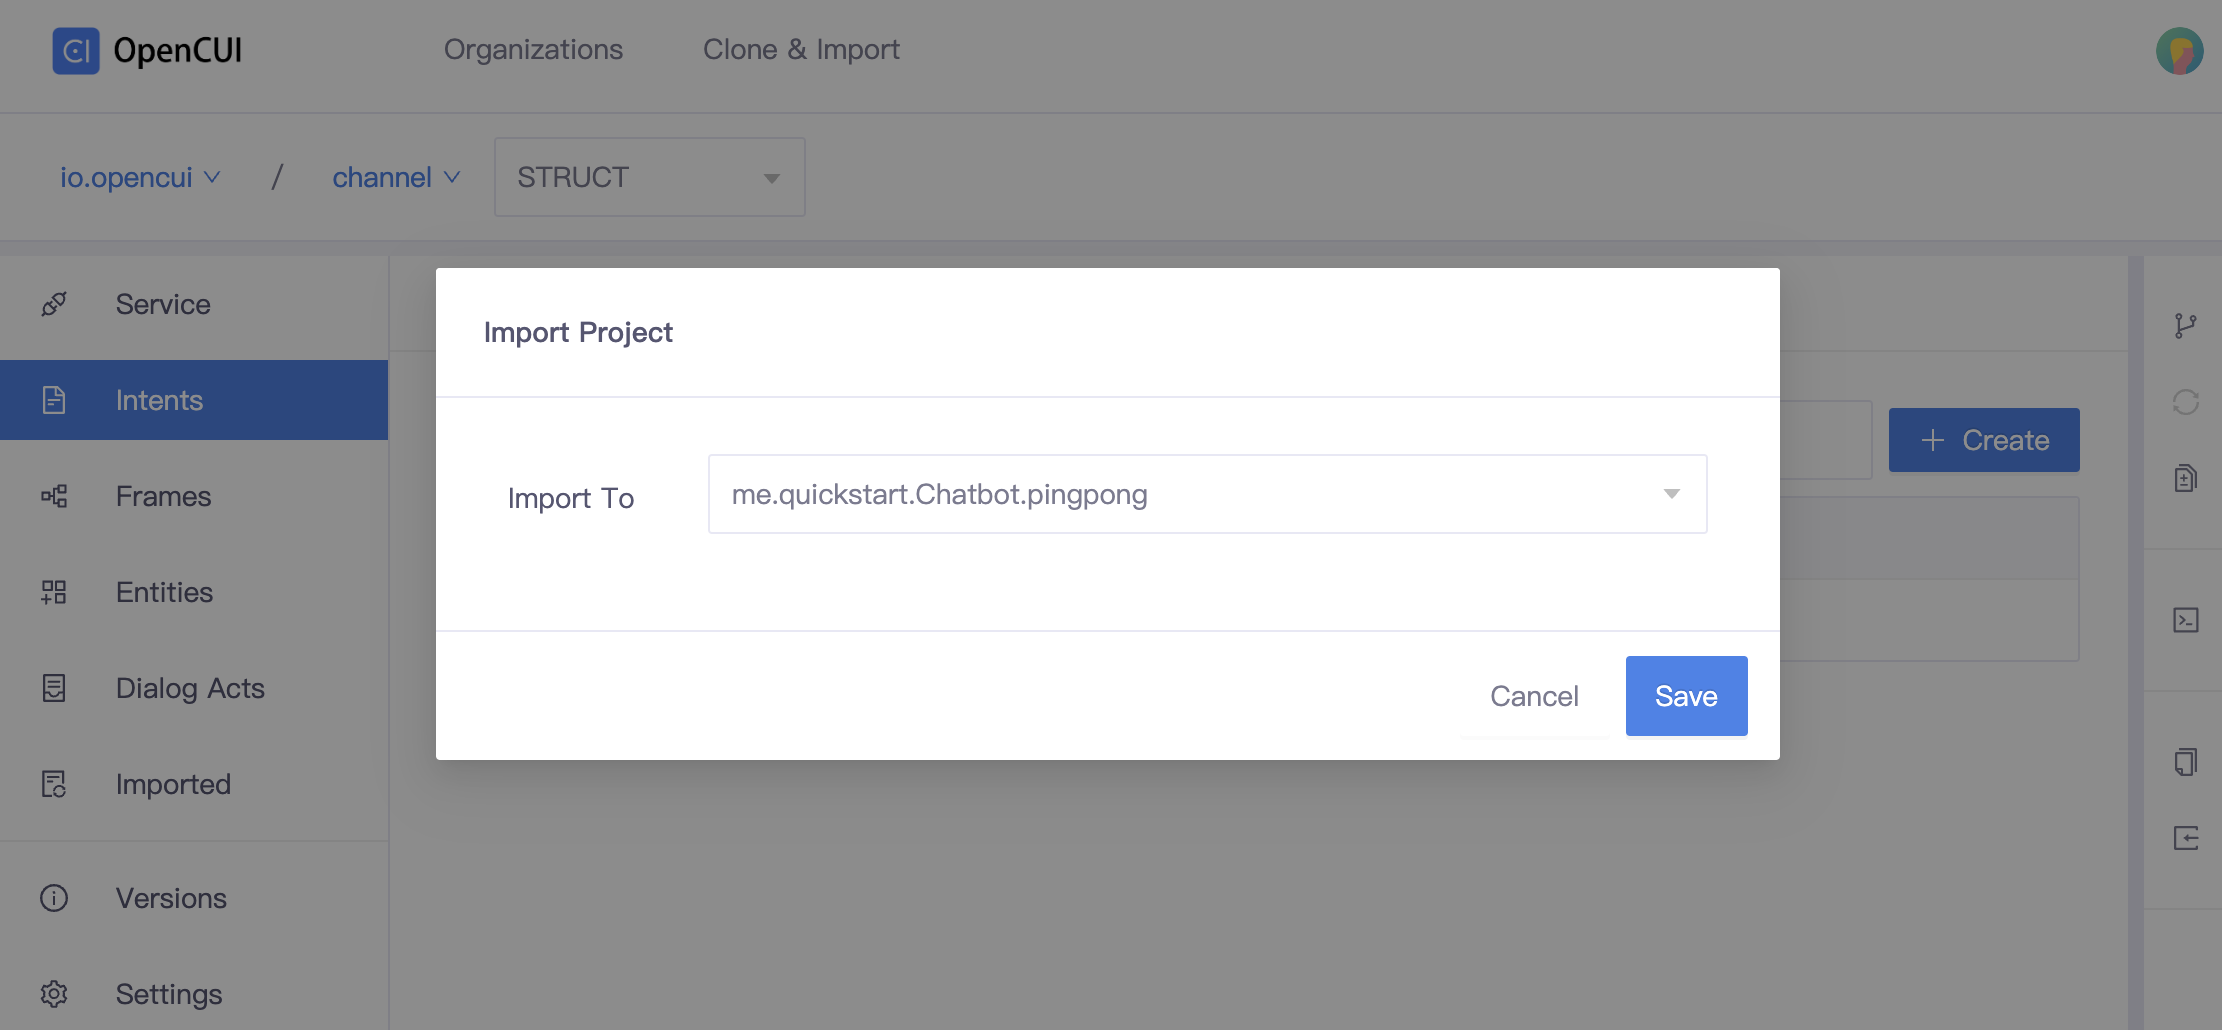 CI OpenCUI Organizations Clone & Import
io.opencui / channel STRUCT
Service
Intents
Frames
Entities
Dialog Acts
Imported
Versions
Settings
Import Project
Import To me.quickstart.Chatbot.pingpong
Cancel Save
+ Create